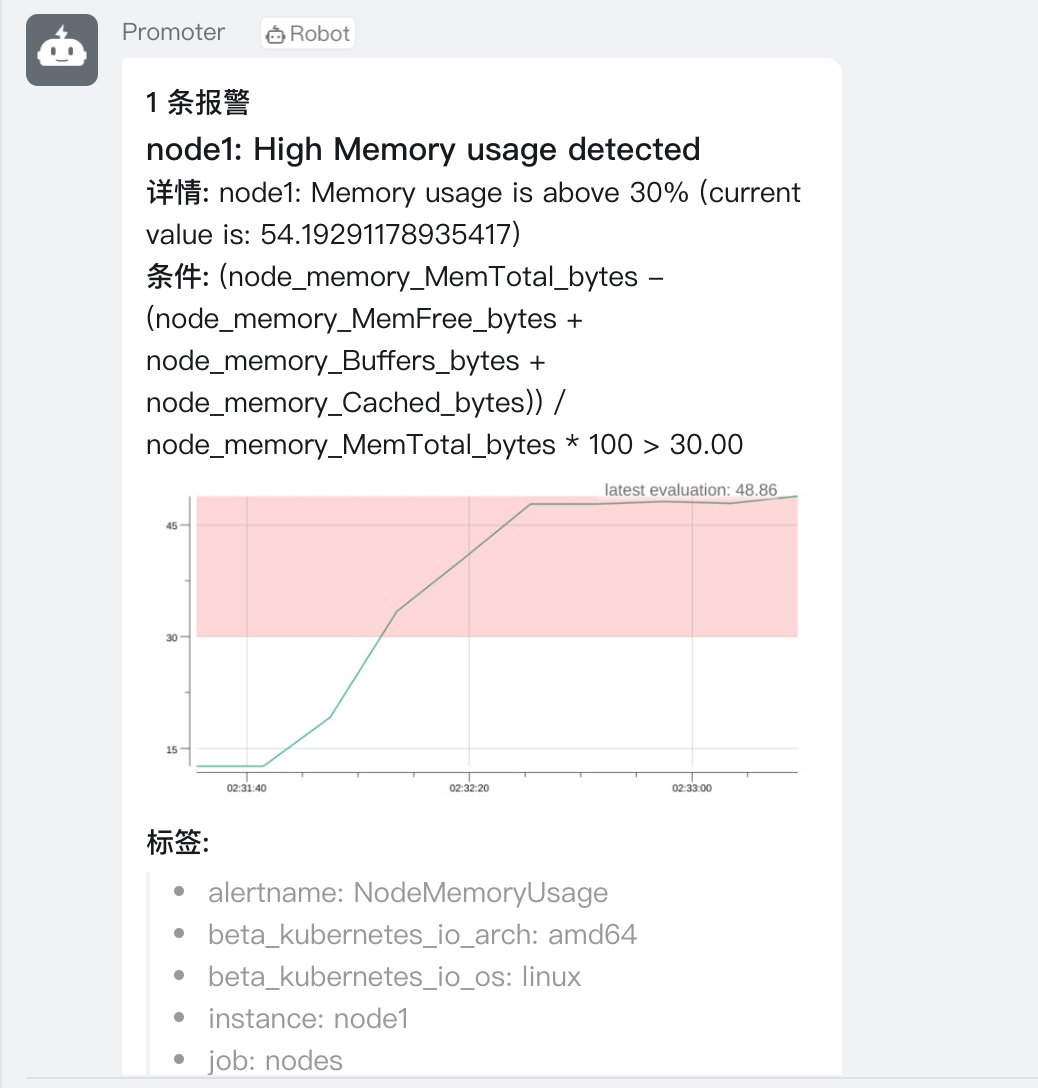 Promoter Robot
1 条报警
node1: High Memory usage detected
详情: node1: Memory usage is above 30% (current
value is: 54.19291178935417)
条件: (node_memory_MemTotal_bytes –
(node_memory_MemFree_bytes +
node_memory_Buffers_bytes +
node_memory_Cached_bytes)) /
node_memory_MemTotal_bytes * 100 > 30.00
latest evaluation: 48.86
45
30
15
02:31:40 02:32:20 02:33:00
标签:
• alertname: NodeMemoryUsage
• beta_kubernetes_io_arch: amd64
• beta_kubernetes_io_os: linux
• instance: node1
• job: nodes